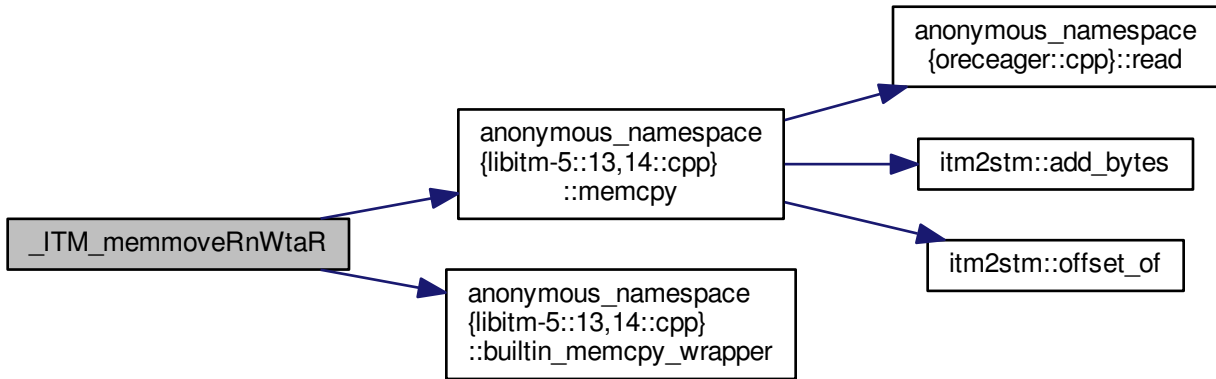 _ITM_memmoveRnWtaR
anonymous_namespace
{libitm-5::13,14::cpp}
::memcpy
anonymous_namespace
{libitm-5::13,14::cpp}
::builtin_memcpy_wrapper
anonymous_namespace
{oreceager::cpp}::read
itm2stm::add_bytes
itm2stm::offset_of